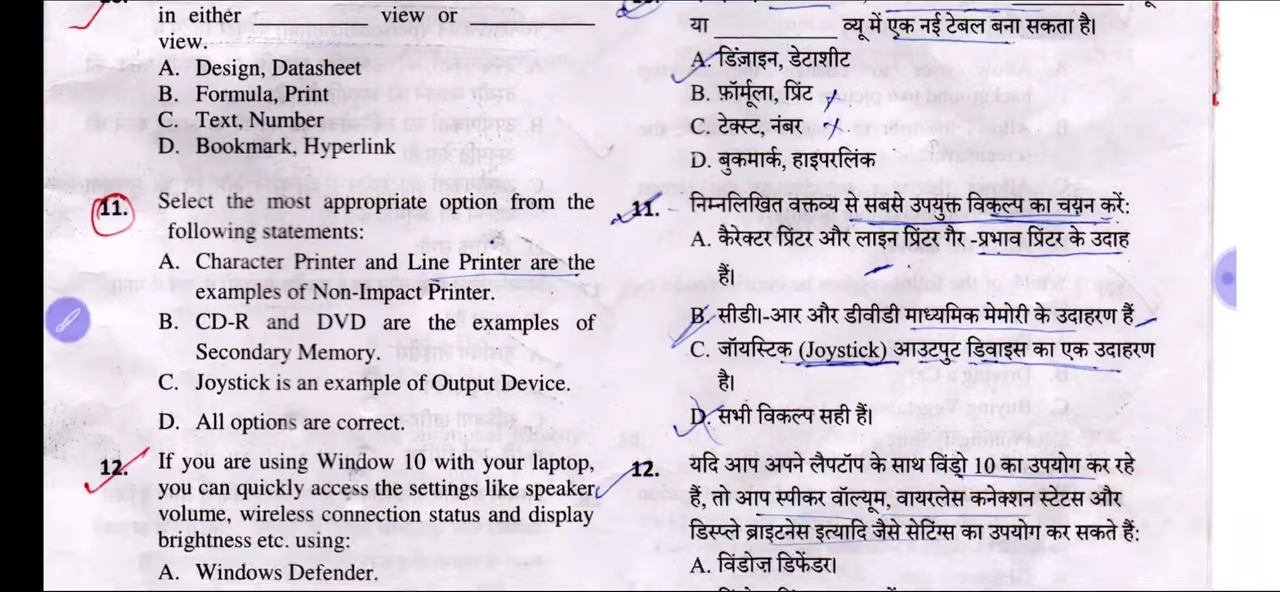 in either ____________ view or ____________
view.
A. Design, Datasheet
B. Formula, Print
C. Text, Number
D. Bookmark, Hyperlink
11. Select the most appropriate option from the
following statements:
A. Character Printer and Line Printer are the
examples of Non-Impact Printer.
B. CD-R and DVD are the examples of
Secondary Memory.
C. Joystick is an example of Output Device.
D. All options are correct.
12. If you are using Window 10 with your laptop,
you can quickly access the settings like speaker
volume, wireless connection status and display
brightness etc. using:
A. Windows Defender.
या ____________ व्यू में एक नई टेबल बना सकता है।
A. डिंज़ाइन, डेटाशीट
B. फ़ॉर्मूला, प्रिंट
C. टेक्स्ट, नंबर
D. बुकमार्क, हाइपरलिंक
11. निम्नलिखित वक्तव्य से सबसे उपयुक्त विकल्प का चयन करें:
A. कैरेक्टर प्रिंटर और लाइन प्रिंटर गैर -प्रभाव प्रिंटर के उदाह
हैं।
B. सीडी।-आर और डीवीडी माध्यमिक मेमोरी के उदाहरण हैं
C. जॉयस्टिक (Joystick) आउटपुट डिवाइस का एक उदाहरण
है।
D. सभी विकल्प सही हैं।
12. यदि आप अपने लैपटॉप के साथ विंडो 10 का उपयोग कर रहे
हैं, तो आप स्पीकर वॉल्यूम, वायरलेस कनेक्शन स्टेटस और
डिस्प्ले ब्राइटनेस इत्यादि जैसे सेटिंग्स का उपयोग कर सकते हैं:
A. विंडोज़ डिफेंडर।